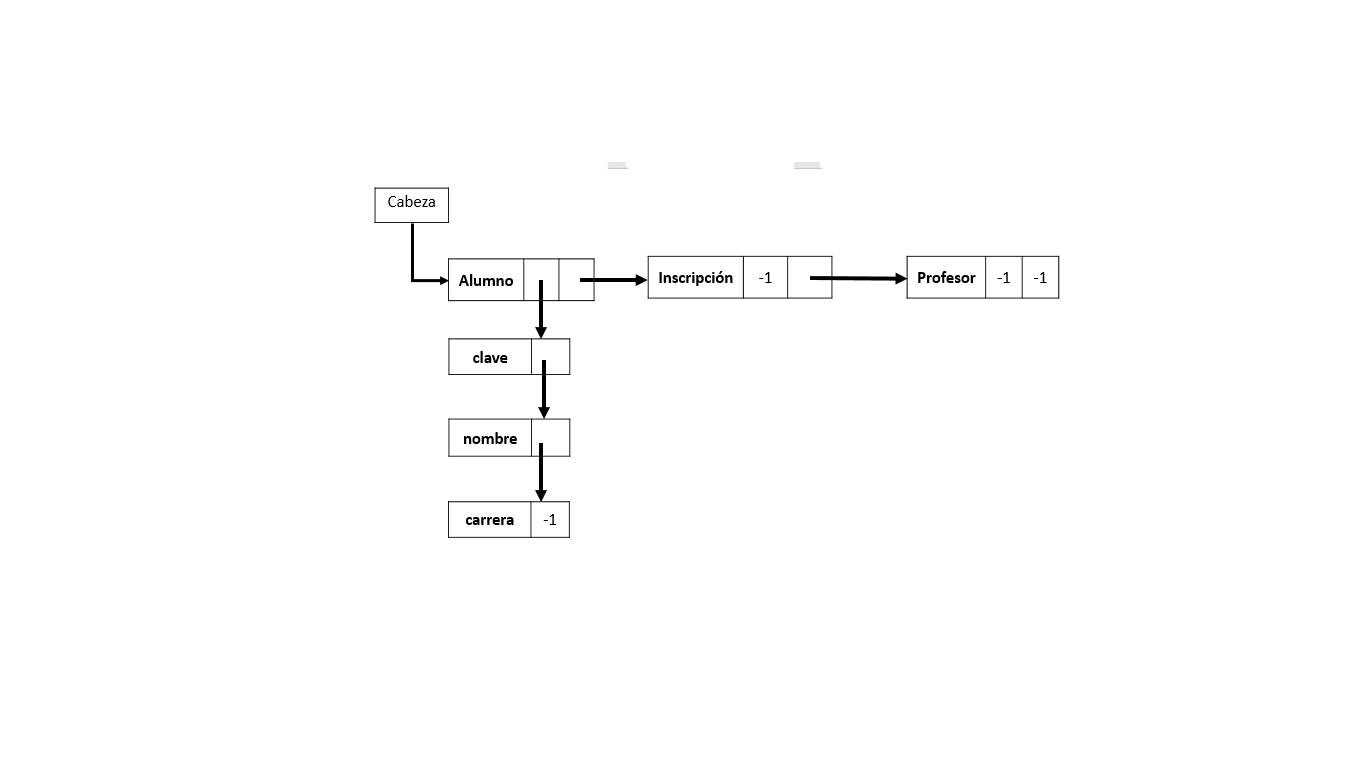 Cabeza
Alumno
Inscripción -1
Profesor -1 -1
clave
nombre
carrera -1